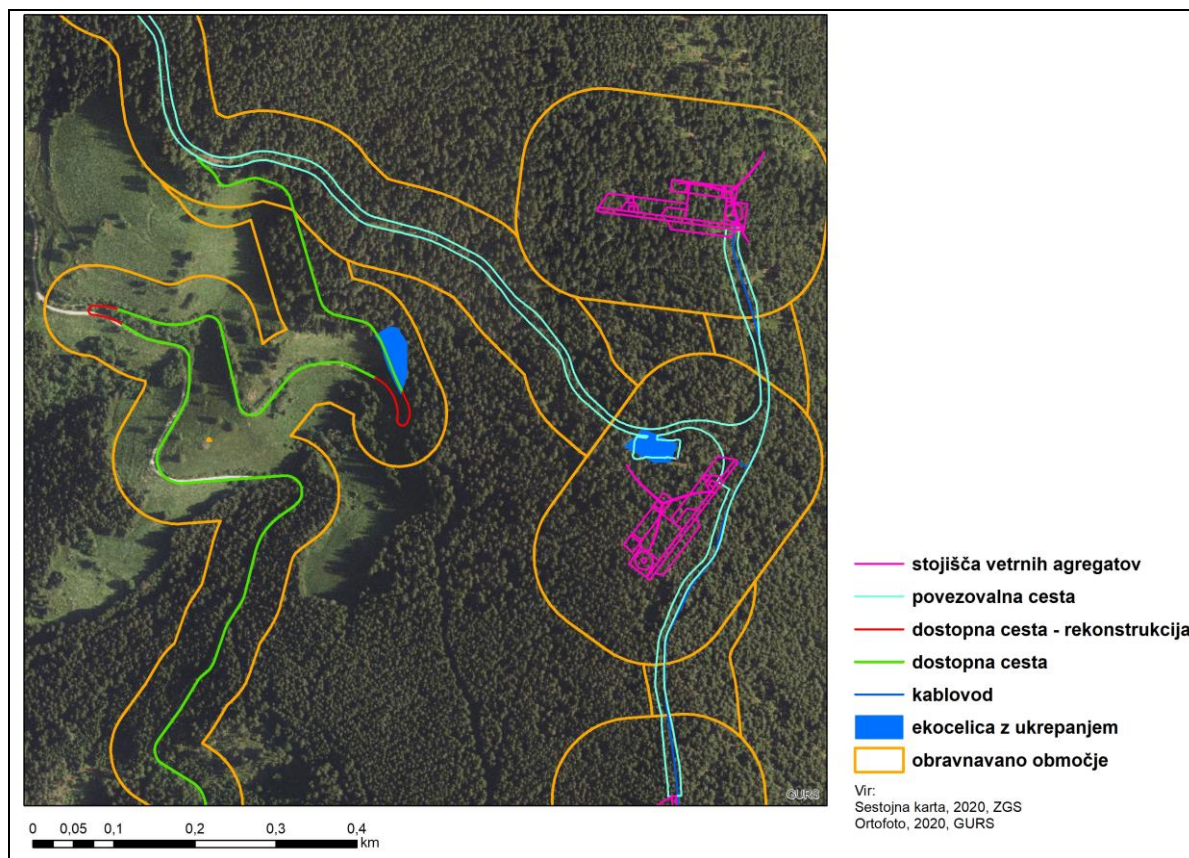 stojišča vetrnih agregatov
povezovalna cesta
dostopna cesta - rekonstrukcija
dostopna cesta
kablovod
ekocelica z ukrepanjem
obravnavano območje
Vir:
Sestojna karta, 2020, ZGS
Ortofoto, 2020, GURS
GURS
0 0,05 0,1 0,2 0,3 0,4
km